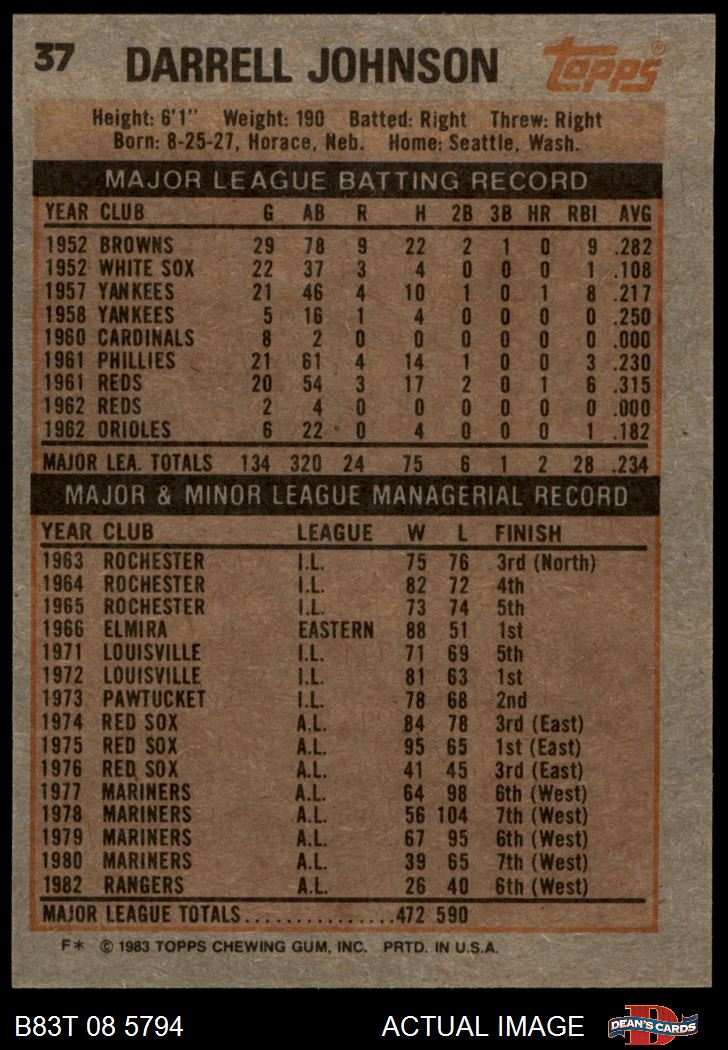 37 DARRELL JOHNSON topps®
Height: 6'1" Weight: 190 Batted: Right Threw: Right
Born: 8-25-27, Horace, Neb. Home: Seattle, Wash.
MAJOR LEAGUE BATTING RECORD
YEAR CLUB G AB R H 2B 3B HR RBI AVG
1952 BROWNS 29 78 9 22 2 1 0 9 .282
1952 WHITE SOX 22 37 3 4 0 0 0 1 .108
1957 YANKEES 21 46 4 10 1 0 1 8 .217
1958 YANKEES 5 16 1 4 0 0 0 0 .250
1960 CARDINALS 8 2 0 0 0 0 0 0 .000
1961 PHILLIES 21 61 4 14 1 0 0 3 .230
1961 REDS 20 54 3 17 2 0 1 6 .315
1962 REDS 2 4 0 0 0 0 0 0 .000
1962 ORIOLES 6 22 0 4 0 0 0 1 .182
MAJOR LEA. TOTALS 134 320 24 75 6 1 2 28 .234
MAJOR & MINOR LEAGUE MANAGERIAL RECORD
YEAR CLUB LEAGUE W L FINISH
1963 ROCHESTER I.L. 75 76 3rd (North)
1964 ROCHESTER I.L. 82 72 4th
1965 ROCHESTER I.L. 73 74 5th
1966 ELMIRA EASTERN 88 51 1st
1971 LOUISVILLE I.L. 71 69 5th
1972 LOUISVILLE I.L. 81 63 1st
1973 PAWTUCKET I.L. 78 68 2nd
1974 RED SOX A.L. 84 78 3rd (East)
1975 RED SOX A.L. 95 65 1st (East)
1976 RED SOX A.L. 41 45 3rd (East)
1977 MARINERS A.L. 64 98 6th (West)
1978 MARINERS A.L. 56 104 7th (West)
1979 MARINERS A.L. 67 95 6th (West)
1980 MARINERS A.L. 39 65 7th (West)
1982 RANGERS A.L. 26 40 6th (West)
MAJOR LEAGUE TOTALS...............472 590
F* © 1983 TOPPS CHEWING GUM, INC. PRTD. IN U.S.A.
B83T 08 5794 ACTUAL IMAGE D DEAN'S CARDS